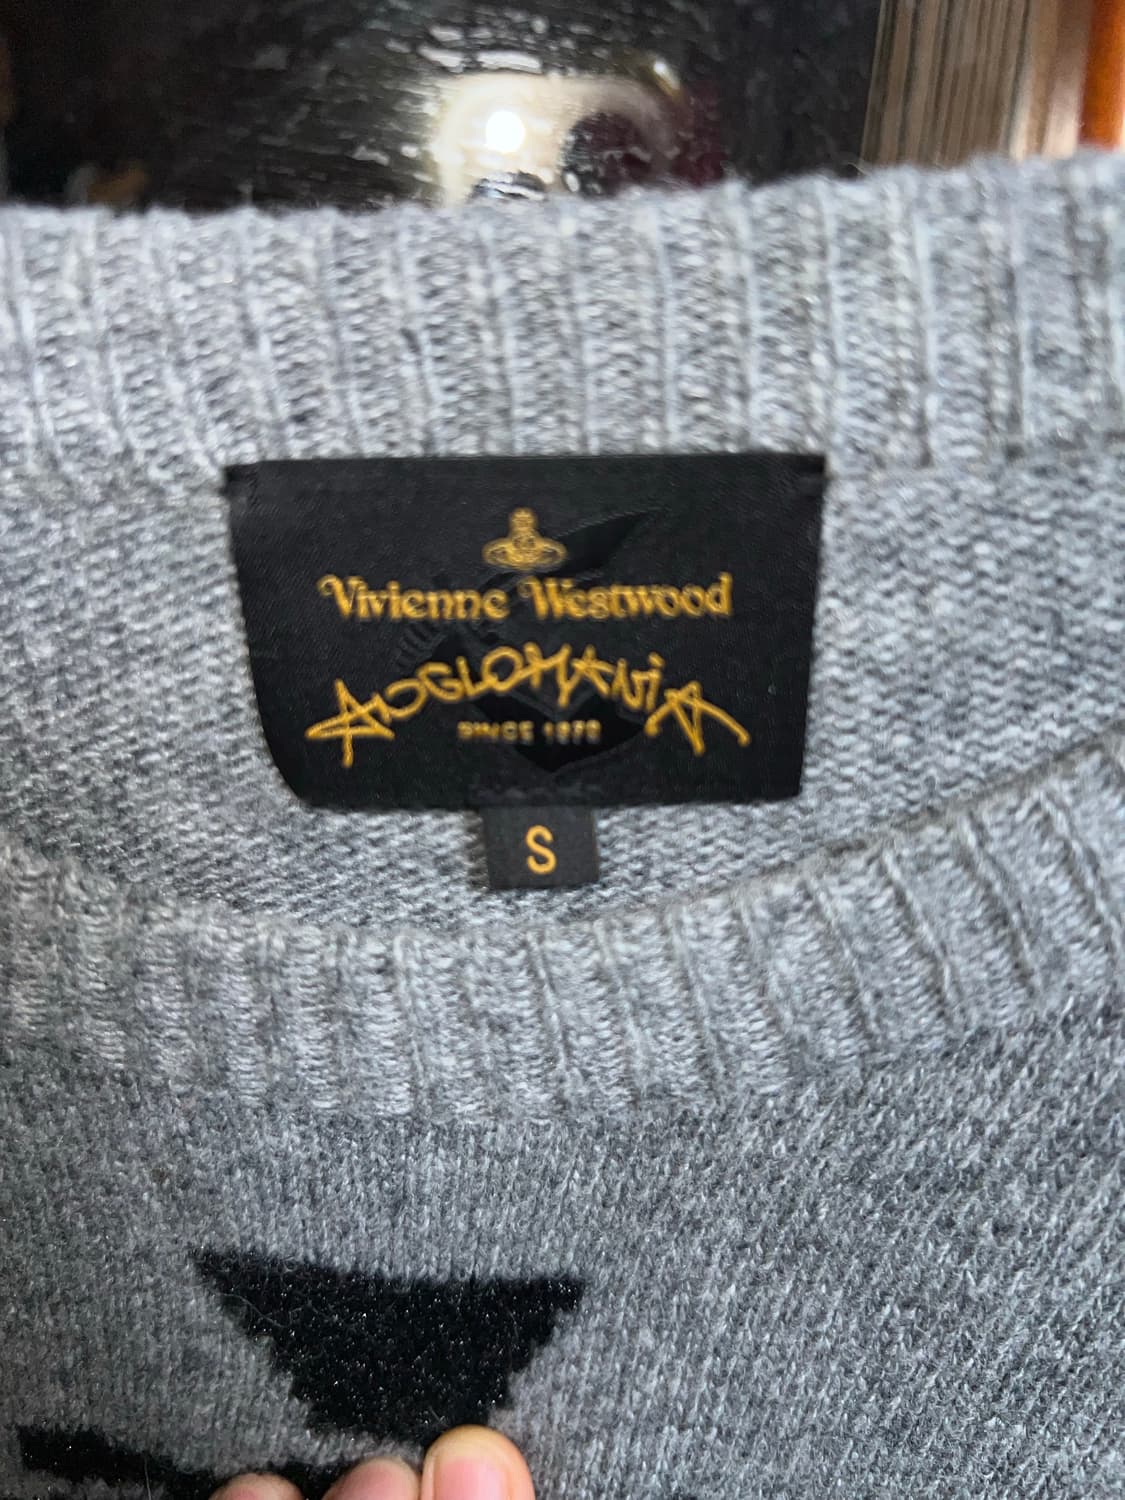 Vivienne Westwood
ANGLOMANIA
SINCE 1970
S